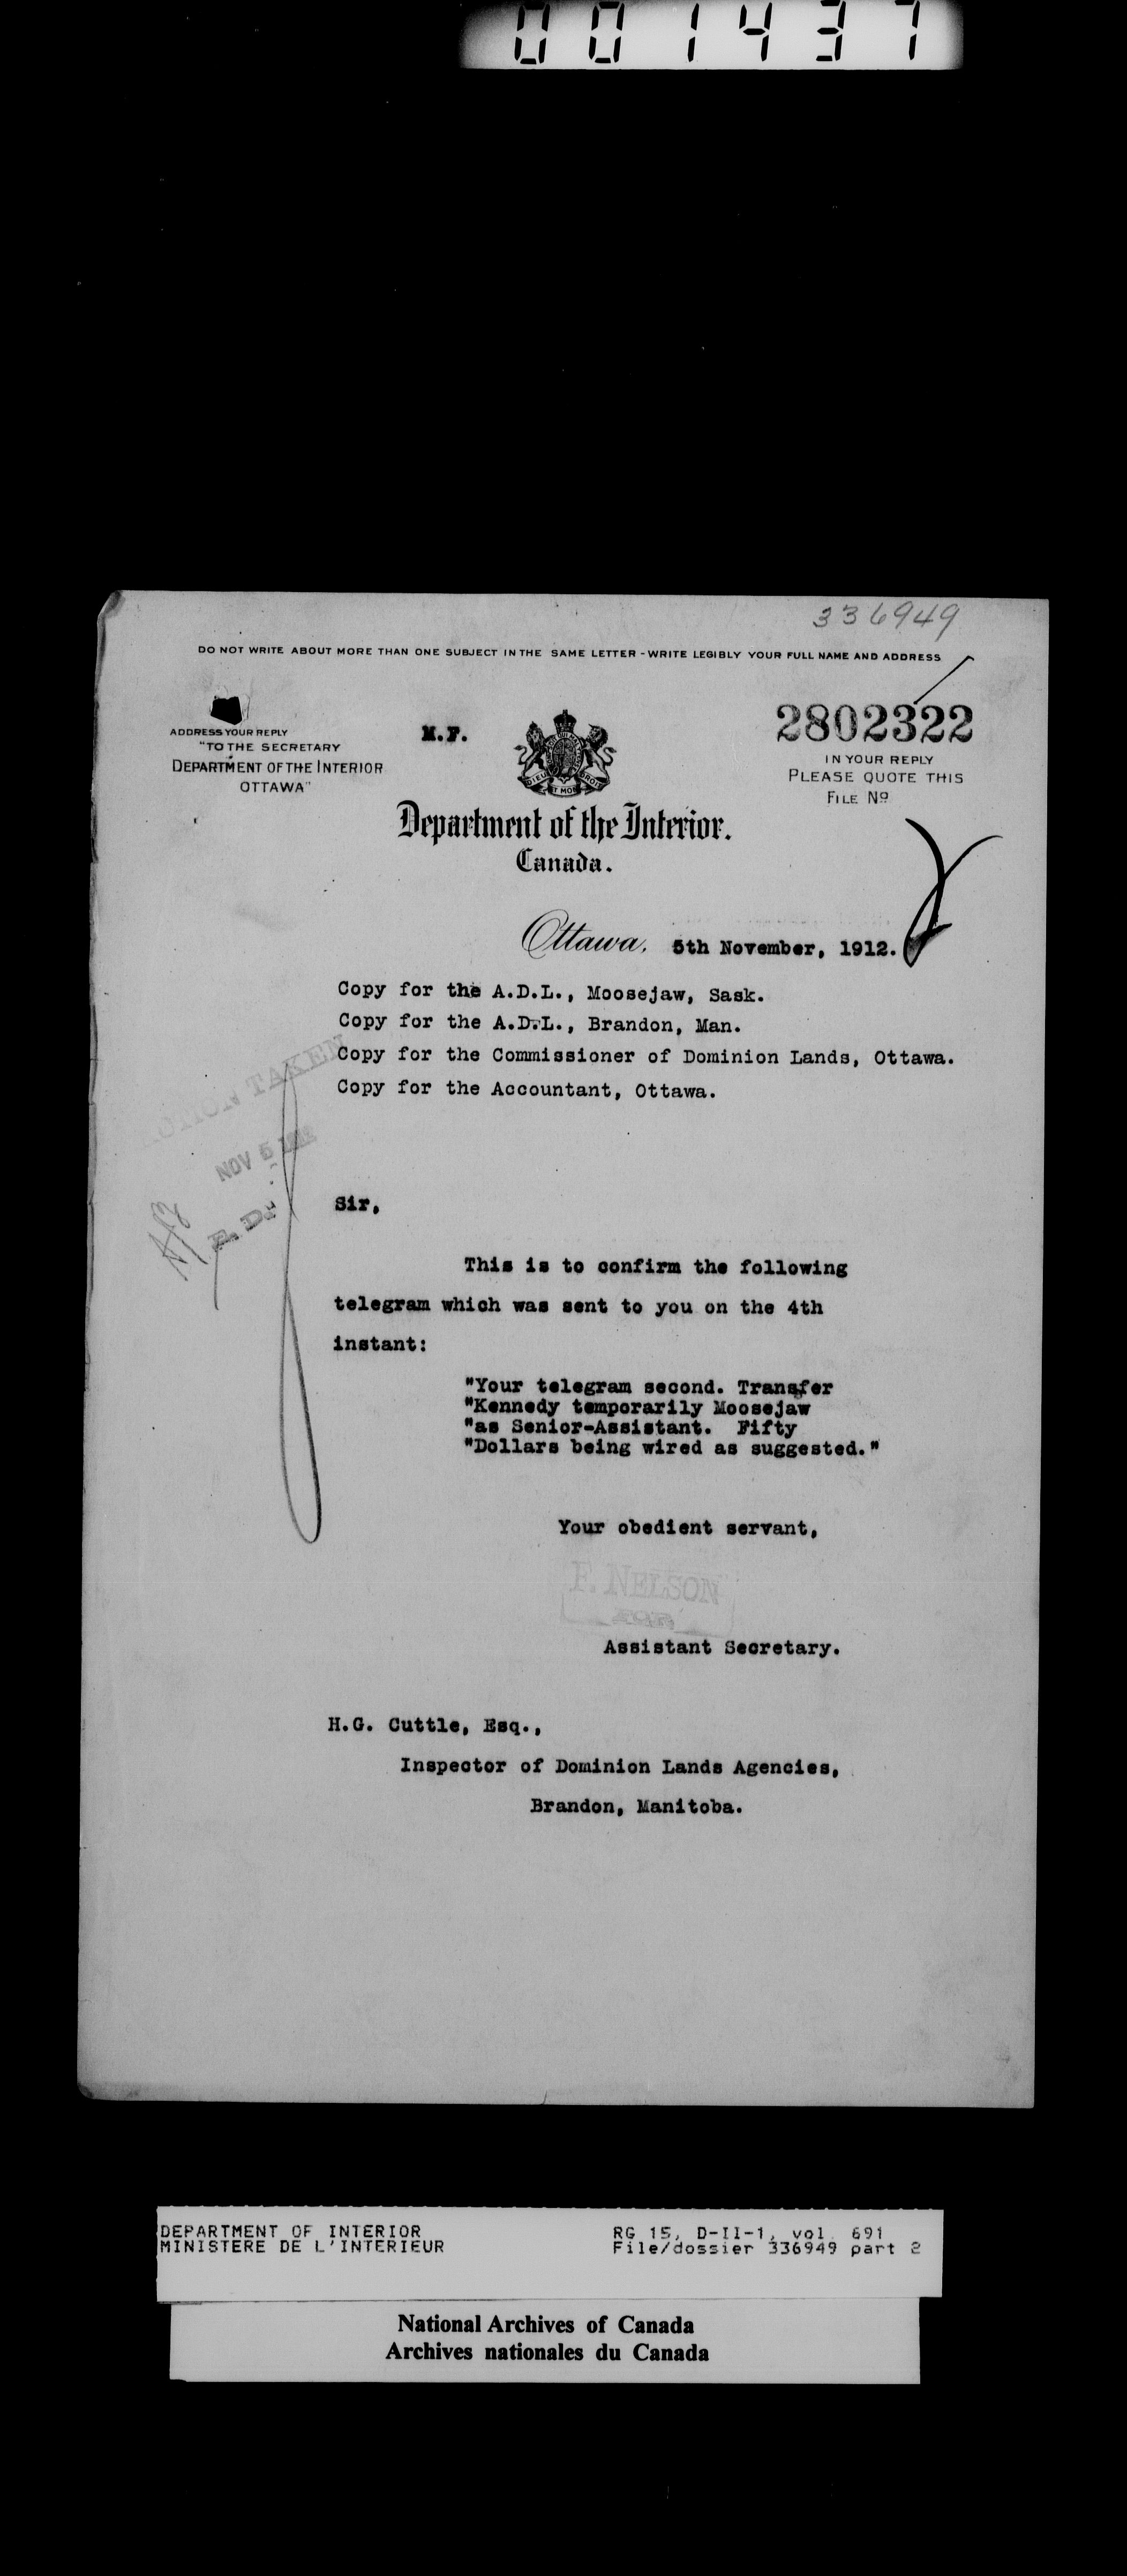 001437
336949
DO NOT WRITE ABOUT MORE THAN ONE SUBJECT IN THE SAME LETTER - WRITE LEGIBLY YOUR FULL NAME AND ADDRESS
ADDRESS YOUR REPLY
"TO THE SECRETARY
DEPARTMENT OF THE INTERIOR
OTTAWA"
M.F.
2802322
IN YOUR REPLY
PLEASE QUOTE THIS
FILE No
Department of the Interior.
Canada.
Ottawa, 5th November, 1912.
Copy for the A.D.L., Moosejaw, Sask.
Copy for the A.D.L., Brandon, Man.
Copy for the Commissioner of Dominion Lands, Ottawa.
Copy for the Accountant, Ottawa.
ACTION TAKEN
NOV 5 1912
Sir,
This is to confirm the following
telegram which was sent to you on the 4th
instant:
"Your telegram second. Transfer
"Kennedy temporarily Moosejaw
"as Senior-Assistant. Fifty
"Dollars being wired as suggested."
Your obedient servant,
F. NELSON
FOR
Assistant Secretary.
H.G. Cuttle, Esq.,
Inspector of Dominion Lands Agencies,
Brandon, Manitoba.
DEPARTMENT OF INTERIOR
MINISTERE DE L'INTERIEUR
RG 15, D-II-1, vol. 691
File/dossier 336949 part 2
National Archives of Canada
Archives nationales du Canada